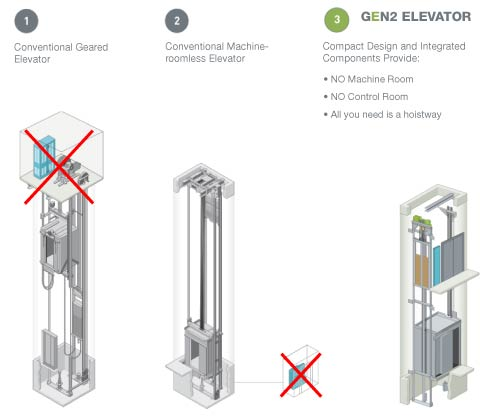 1
Conventional Geared
Elevator
2
Conventional Machine-
roomless Elevator
3
GEN2 ELEVATOR
Compact Design and Integrated
Components Provide:
• NO Machine Room
• NO Control Room
• All you need is a hoistway